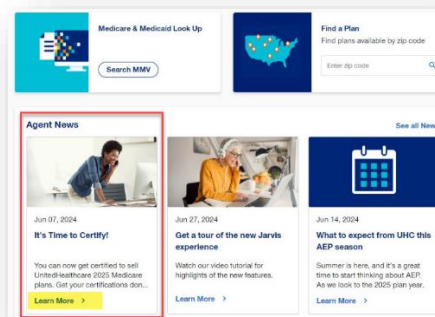 Medicare & Medicaid Look Up
Search MMV
Find a Plan
Find plans available by zip code
Enter zip code
Agent News
See all New
Jun 07, 2024
It's Time to Certify!
You can now get certified to sell
UnitedHealthcare 2025 Medicare
plans. Get your certifications don...
Learn More >
Jun 27, 2024
Get a tour of the new Jarvis
experience
Watch our video tutorial for
highlights of the new features.
Learn More >
Jun 14, 2024
What to expect from UHC this
AEP season
Summer is here, and it's a great
time to start thinking about AEP.
As we look to the 2025 plan year.
Learn More >